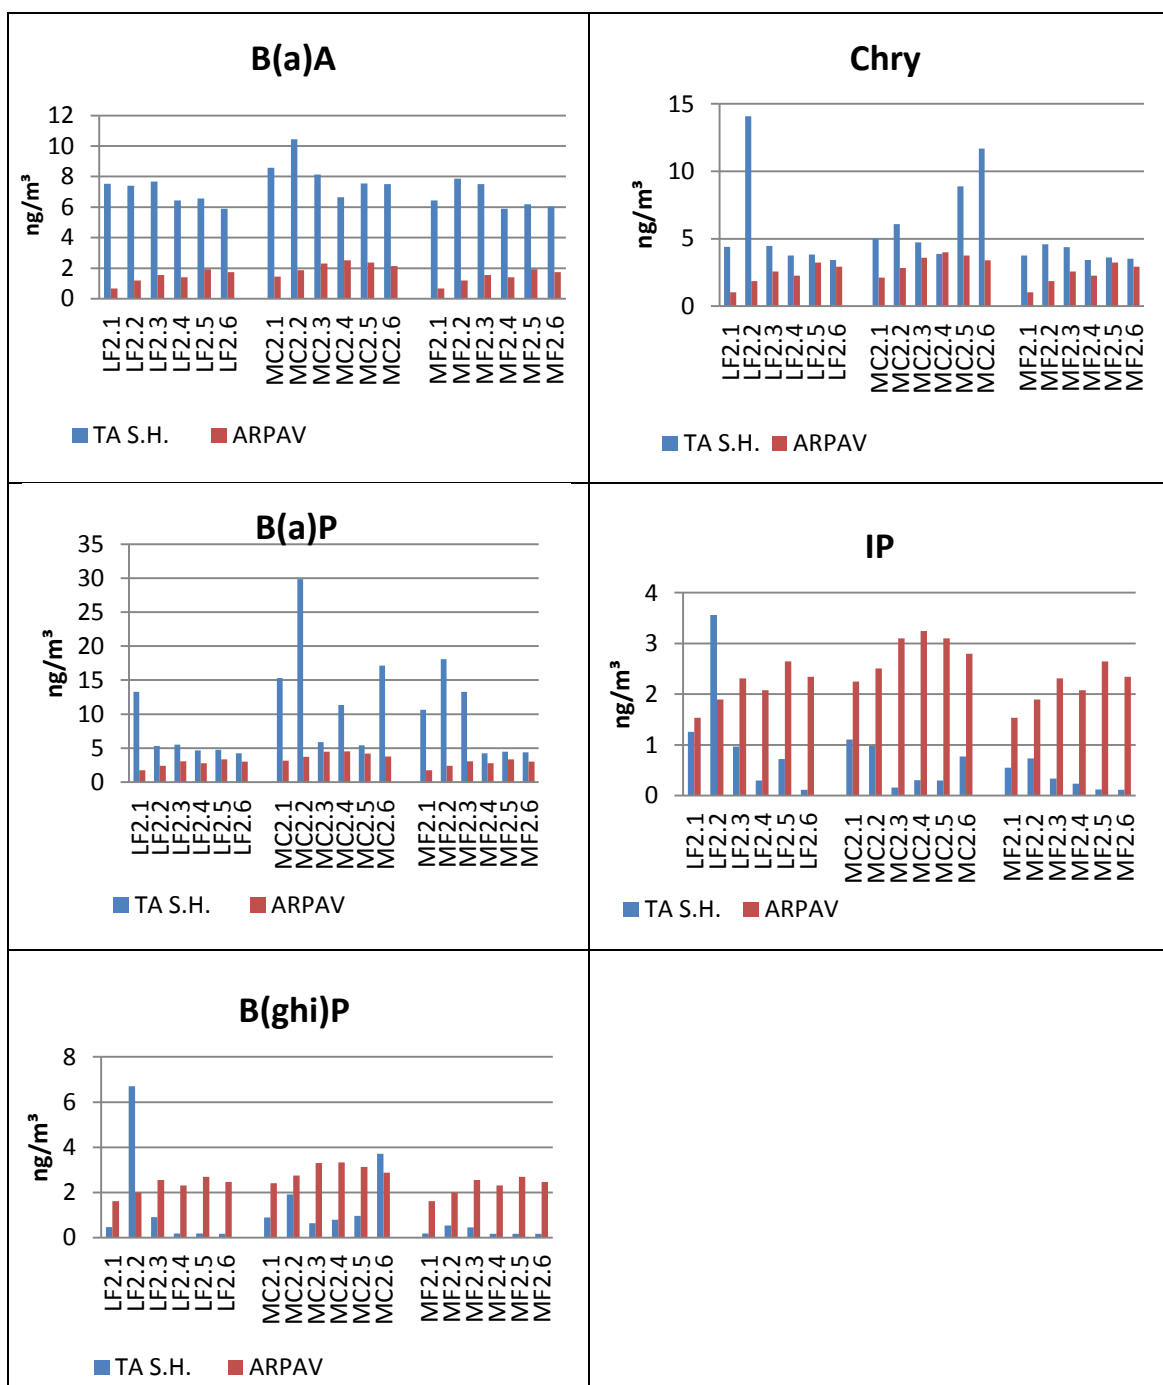 B(a)A
12
10
8
6
4
2
0
ng/m³
LF2.1
LF2.2
LF2.3
LF2.4
LF2.5
LF2.6
MC2.1
MC2.2
MC2.3
MC2.4
MC2.5
MC2.6
MF2.1
MF2.2
MF2.3
MF2.4
MF2.5
MF2.6
TA S.H. ARPAV
Chry
15
10
5
0
ng/m³
LF2.1
LF2.2
LF2.3
LF2.4
LF2.5
LF2.6
MC2.1
MC2.2
MC2.3
MC2.4
MC2.5
MC2.6
MF2.1
MF2.2
MF2.3
MF2.4
MF2.5
MF2.6
TA S.H. ARPAV
B(a)P
35
30
25
20
15
10
5
0
ng/m³
LF2.1
LF2.2
LF2.3
LF2.4
LF2.5
LF2.6
MC2.1
MC2.2
MC2.3
MC2.4
MC2.5
MC2.6
MF2.1
MF2.2
MF2.3
MF2.4
MF2.5
MF2.6
TA S.H. ARPAV
IP
4
3
2
1
0
ng/m³
LF2.1
LF2.2
LF2.3
LF2.4
LF2.5
LF2.6
MC2.1
MC2.2
MC2.3
MC2.4
MC2.5
MC2.6
MF2.1
MF2.2
MF2.3
MF2.4
MF2.5
MF2.6
TA S.H. ARPAV
B(ghi)P
8
6
4
2
0
ng/m³
LF2.1
LF2.2
LF2.3
LF2.4
LF2.5
LF2.6
MC2.1
MC2.2
MC2.3
MC2.4
MC2.5
MC2.6
MF2.1
MF2.2
MF2.3
MF2.4
MF2.5
MF2.6
TA S.H. ARPAV